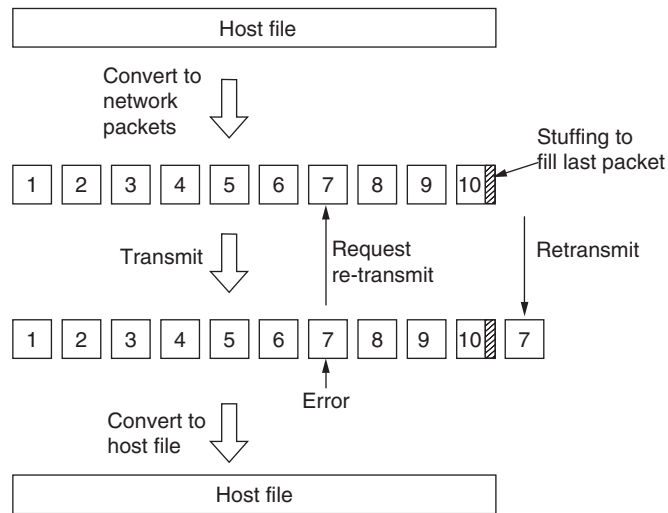 Host file
Convert to
network
packets
Stuffing to
fill last packet
1 2 3 4 5 6 7 8 9 10
Transmit
Request
re-transmit
Retransmit
1 2 3 4 5 6 7 8 9 10 7
Error
Convert to
host file
Host file